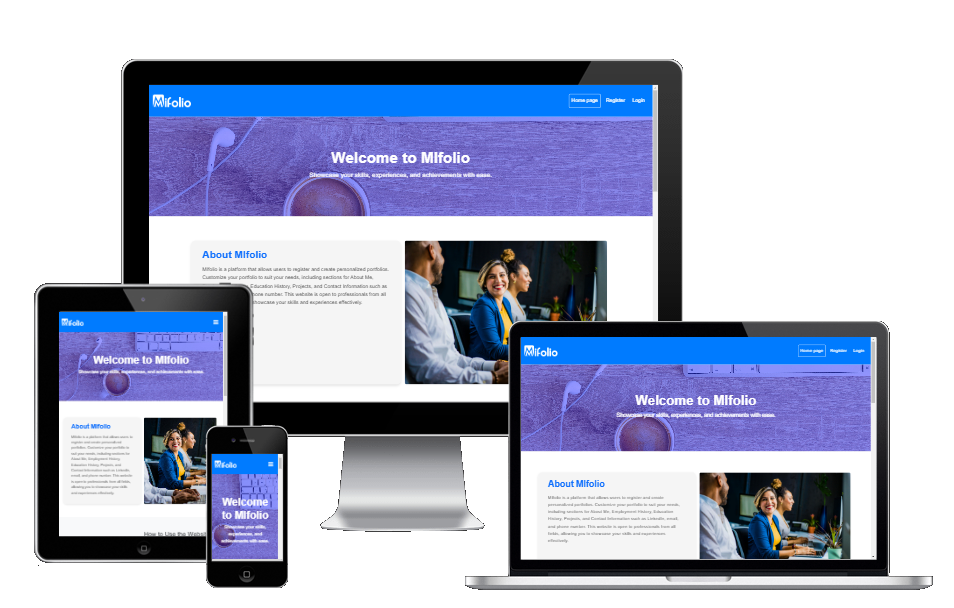 Mifolio
Home page Register Login
Welcome to MIfolio
Showcase your skills, experiences, and achievements with ease.
About MIfolio
Mifolio is a platform that allows users to register and create personalized portfolios.
Customize your portfolio to suit your needs, including sections for About Me,
Education History, Projects, and Contact Information such as
phone number. This website is open to professionals from all
showcase your skills and experiences effectively.
Mifolio
Welcome to MIfolio
Showcase your skills, experiences, and achievements with ease.
About Mifolio
Mifolio is a platform that allows users to
register and create personalized
portfolios. Customize your portfolio to
suit your needs, including sections for
About Me, Employment History,
Education History, Projects, and
Contact Information such as LinkedIn,
email, and phone number. This website
is open to professionals from all fields,
allowing you to showcase your skills
and experiences effectively.
How to Use the Websit
Mifolio
Welcome
to MIfolio
Showcase your skills,
experiences, and
achievements with ease.
Mifolio
Home page Register Login
Welcome to MIfolio
Showcase your skills, experiences, and achievements with ease.
About MIfolio
Mifolio is a platform that allows users to register and create
personalized portfolios. Customize your portfolio to suit your needs,
including sections for About Me, Employment History, Education
History, Projects, and Contact Information such as LinkedIn, email,
and phone number. This website is open to professionals from all
fields, allowing you to showcase your skills and experiences
effectively.